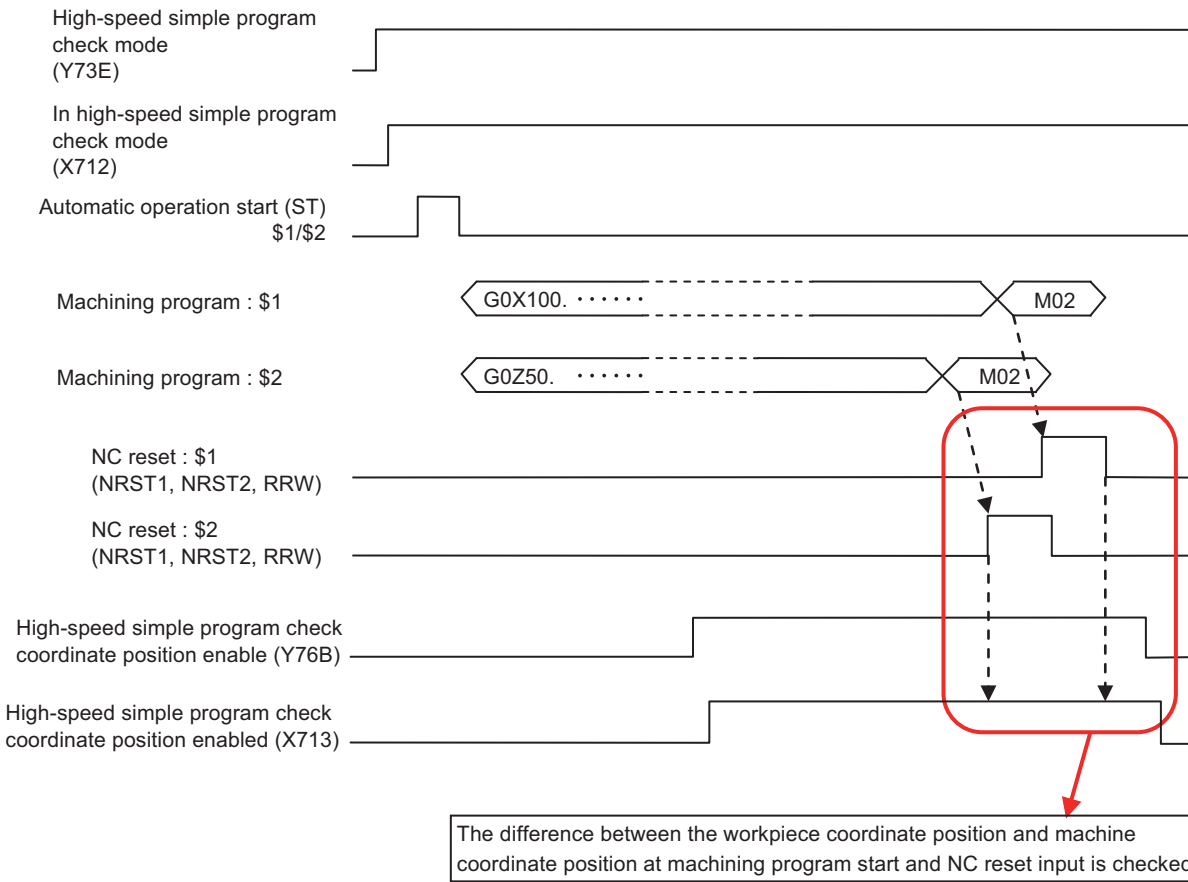 High-speed simple program
check mode
(Y73E)
In high-speed simple program
check mode
(X712)
Automatic operation start (ST)
$1/$2
Machining program : $1
G0X100. ······
M02
Machining program : $2
G0Z50. ······
M02
NC reset : $1
(NRST1, NRST2, RRW)
NC reset : $2
(NRST1, NRST2, RRW)
High-speed simple program check
coordinate position enable (Y76B)
High-speed simple program check
coordinate position enabled (X713)
The difference between the workpiece coordinate position and machine
coordinate position at machining program start and NC reset input is checked